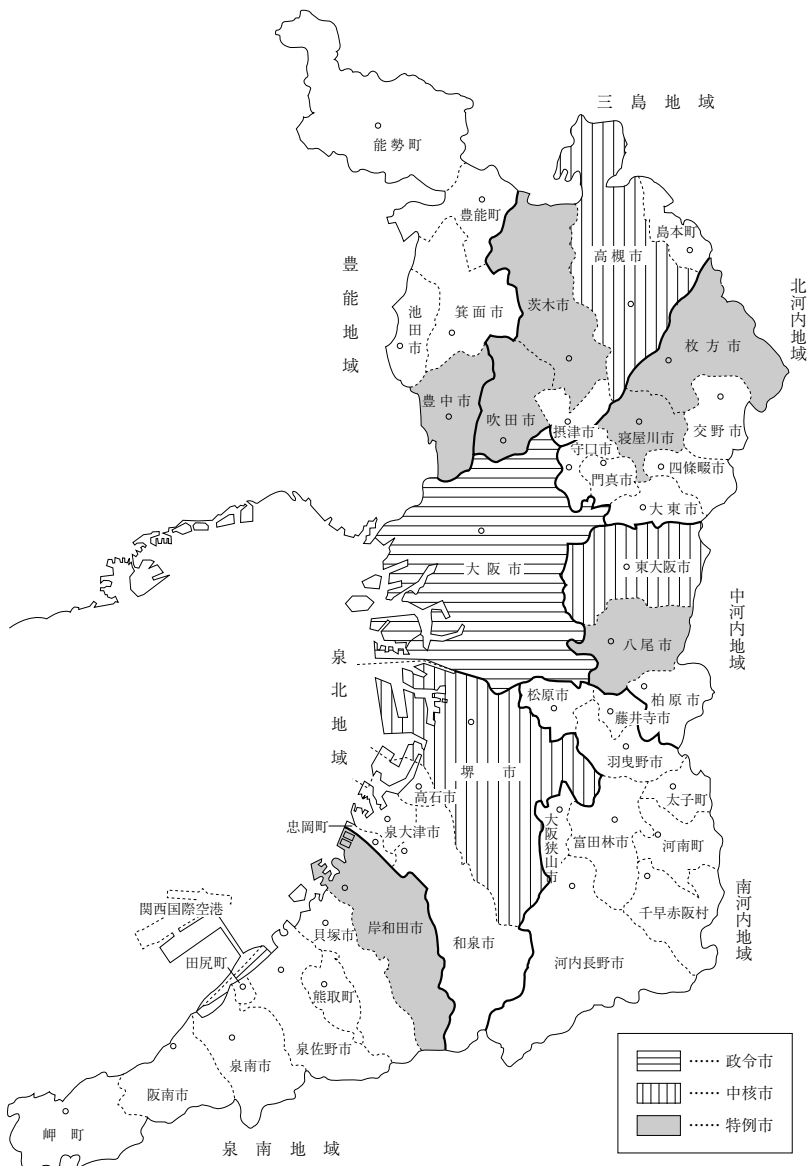 三島地域
能勢町
豊能町
島本町
高槻市
豊能地域
北河内地域
池田市
箕面市
茨木市
枚方市
豊中市
吹田市
摂津市
寝屋川市
交野市
守口市
門真市
四條畷市
大東市
大阪市
東大阪市
中河内地域
八尾市
泉北地域
松原市
柏原市
藤井寺市
羽曳野市
堺市
高石市
太子町
忠岡町
泉大津市
大阪狭山市
富田林市
河南町
南河内地域
関西国際空港
千早赤阪村
岸和田市
貝塚市
和泉市
田尻町
河内長野市
熊取町
泉佐野市
泉南市
阪南市
岬町
泉南地域
…… 政令市
…… 中核市
…… 特例市